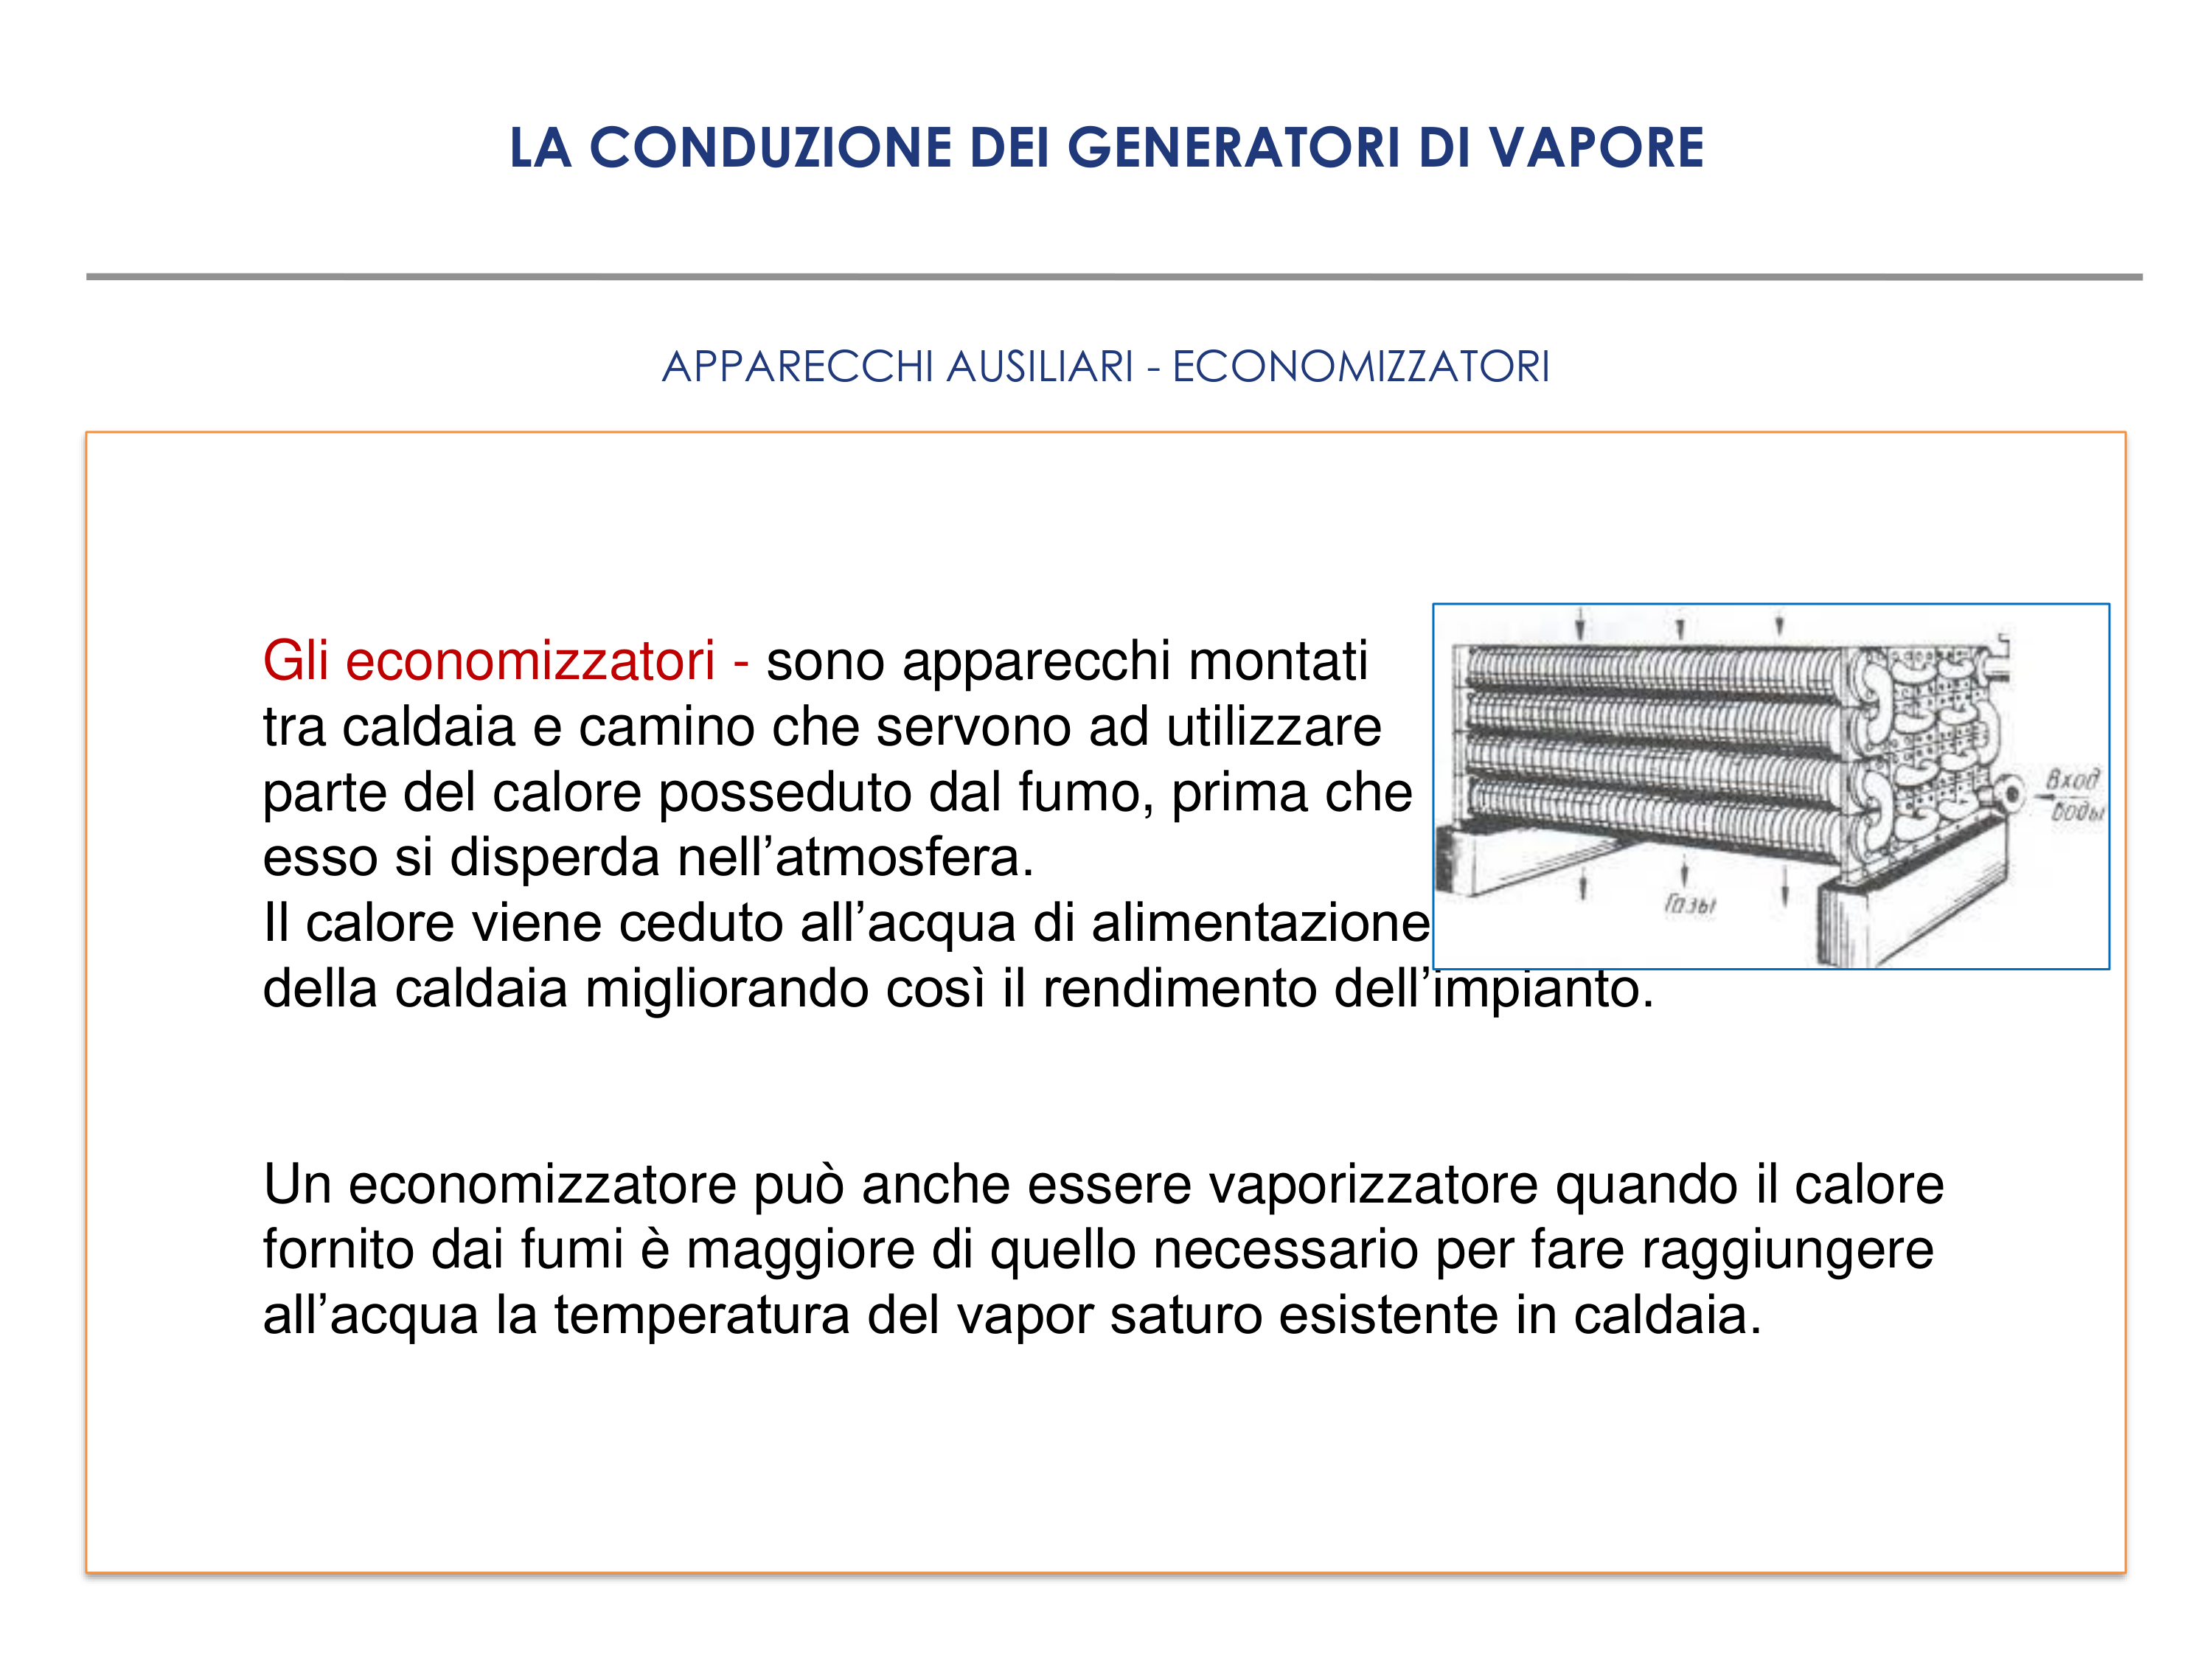 LA CONDUZIONE DEI GENERATORI DI VAPORE
APPARECCHI AUSILIARI - ECONOMIZZATORI
Gli economizzatori - sono apparecchi montati
tra caldaia e camino che servono ad utilizzare
parte del calore posseduto dal fumo, prima che
esso si disperda nell’atmosfera.
Il calore viene ceduto all’acqua di alimentazione
della caldaia migliorando così il rendimento dell’impianto.
Вход
воды
Газы
Un economizzatore può anche essere vaporizzatore quando il calore
fornito dai fumi è maggiore di quello necessario per fare raggiungere
all’acqua la temperatura del vapor saturo esistente in caldaia.